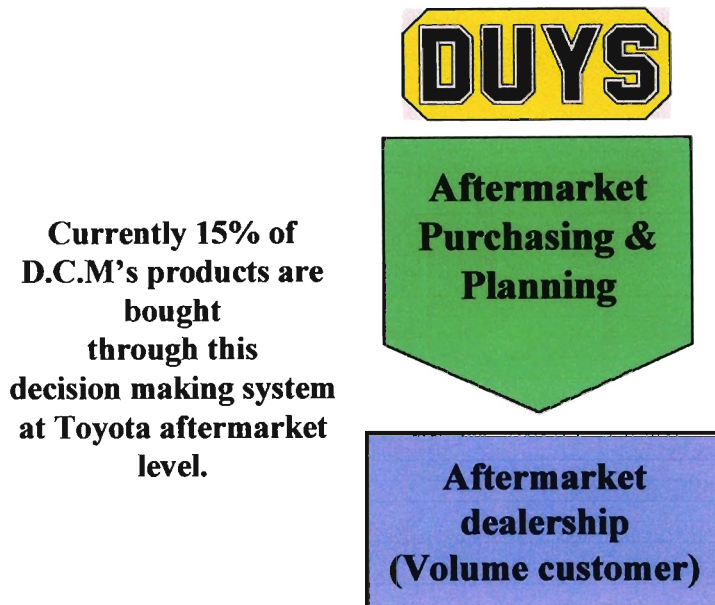 DUYS
Aftermarket
Purchasing &
Planning
Currently 15% of
D.C.M's products are
bought
through this
decision making system
at Toyota aftermarket
level.
Aftermarket
dealership
(Volume customer)